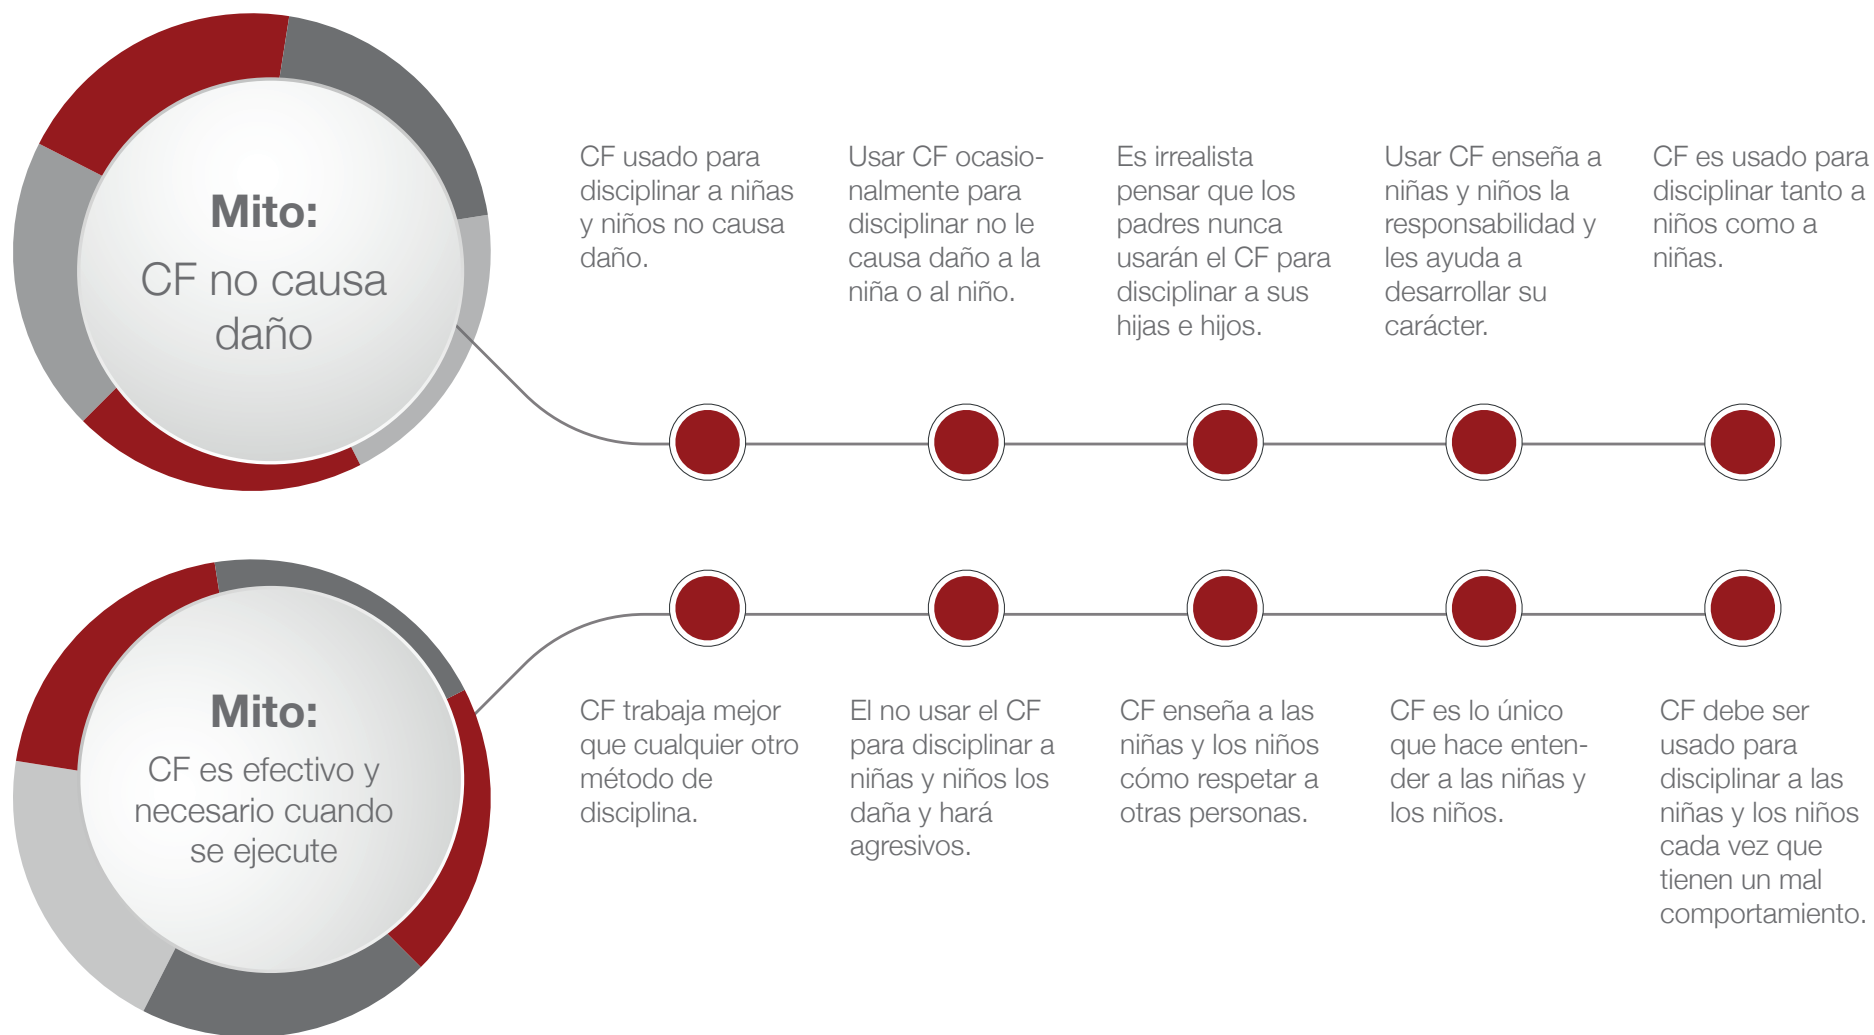 Mito:
CF no causa
daño
CF usado para
disciplinar a niñas
y niños no causa
daño.
Usar CF ocasio-
nalmente para
disciplinar no le
causa daño a la
niña o al niño.
Es irrealista
pensar que los
padres nunca
usarán el CF para
disciplinar a sus
hijas e hijos.
Usar CF enseña a
niñas y niños la
responsabilidad y
les ayuda a
desarrollar su
carácter.
CF es usado para
disciplinar tanto a
niños como a
niñas.
Mito:
CF es efectivo y
necesario cuando
se ejecute
CF trabaja mejor
que cualquier otro
método de
disciplina.
El no usar el CF
para disciplinar a
niñas y niños los
daña y hará
agresivos.
CF enseña a las
niñas y los niños
cómo respetar a
otras personas.
CF es lo único
que hace enten-
der a las niñas y
los niños.
CF debe ser
usado para
disciplinar a las
niñas y los niños
cada vez que
tienen un mal
comportamiento.